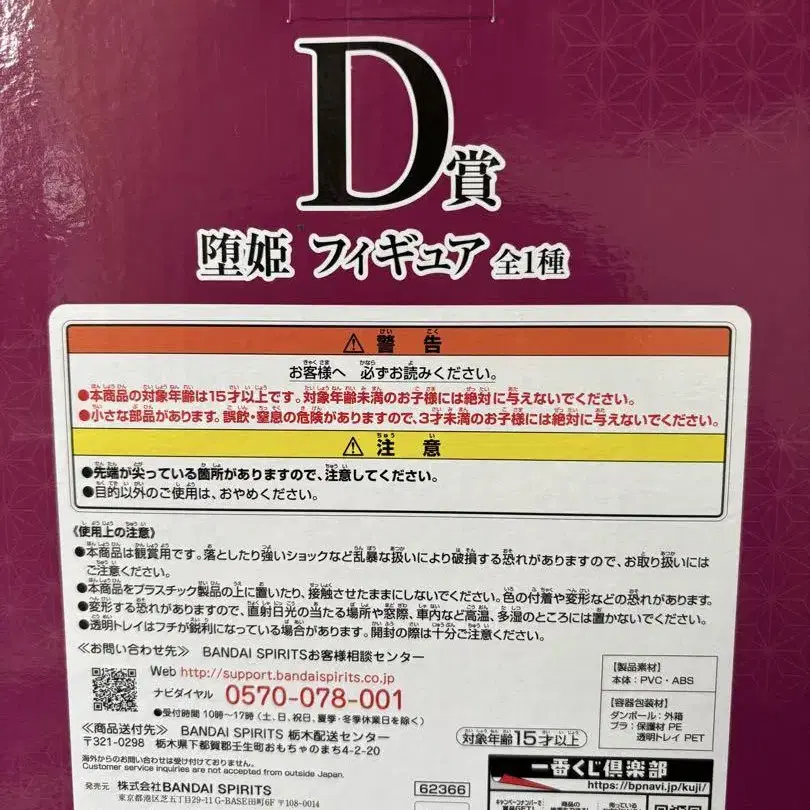 D賞
堕姫 フィギュア 全1種
⚠ 警告
お客様へ 必ずお読みください。
●本商品の対象年齢は15才以上です。対象年齢未満のお子様には絶対に与えないでください。
●小さな部品があります。誤飲・窒息の危険がありますので、3才未満のお子様には絶対に与えないでください。
⚠ 注意
●先端が尖っている箇所がありますので、注意してください。
●目的以外のご使用は、おやめください。
《使用上の注意》
●本商品は観賞用です。落としたり強いショックなど乱暴な扱いにより破損する恐れがありますので、お取り扱いには
ご注意ください。
●本商品をプラスチック製品の上に置いたり、接触させたままにしないでください。色の付着や変形などの恐れがあります。
●変形する恐れがありますので、直射日光の当たる場所や窓際、車内など高温、多湿のところには置かないでください。
●透明トレイはフチが鋭利になっている場合があります。開封の際は十分ご注意ください。
≪お問い合わせ先≫ BANDAI SPIRITSお客様相談センター
Web http://support.bandaispirits.co.jp
ナビダイヤル 0570-078-001
●受付時間 10時〜17時(土、日、祝日、夏季・冬季休業日を除く)
≪商品送付先≫ BANDAI SPIRITS 栃木配送センター
〒321-0298 栃木県下都賀郡壬生町おもちゃのまち4-2-20
海外からのお問い合わせは受け付けておりません。
Customer service inquiries are not accepted from outside Japan.
発売元 株式会社BANDAI SPIRITS
東京都港区芝五丁目29-11 G-BASE田町 〒108-0014
62366
【製品素材】
本体:PVC・ABS
【容器包装材】
ダンボール:外箱
プラ:保護材 PE
透明トレイ PET
対象年齢15才以上
一番くじ倶楽部
https://bpnavi.jp/kuji/
キャンペーンナンバーで